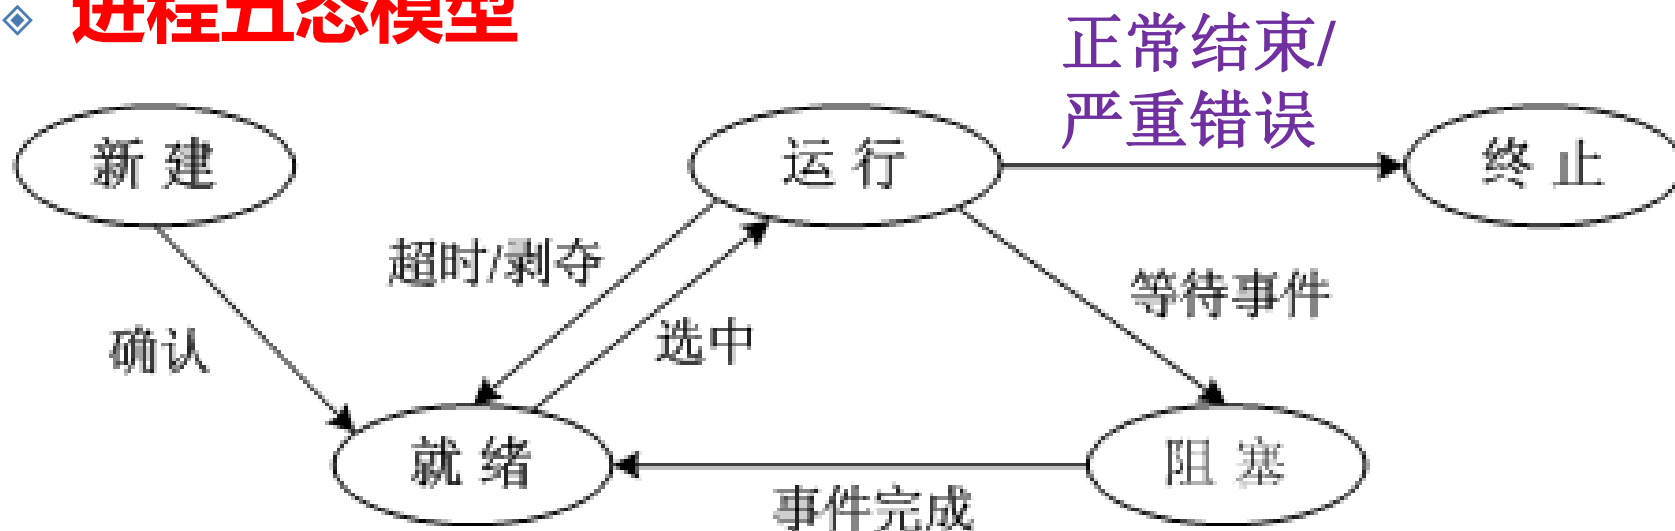 进程五态模型
正常结束/
严重错误
新建
运行
终止
超时/剥夺
等待事件
确认
选中
就绪
阻塞
事件完成